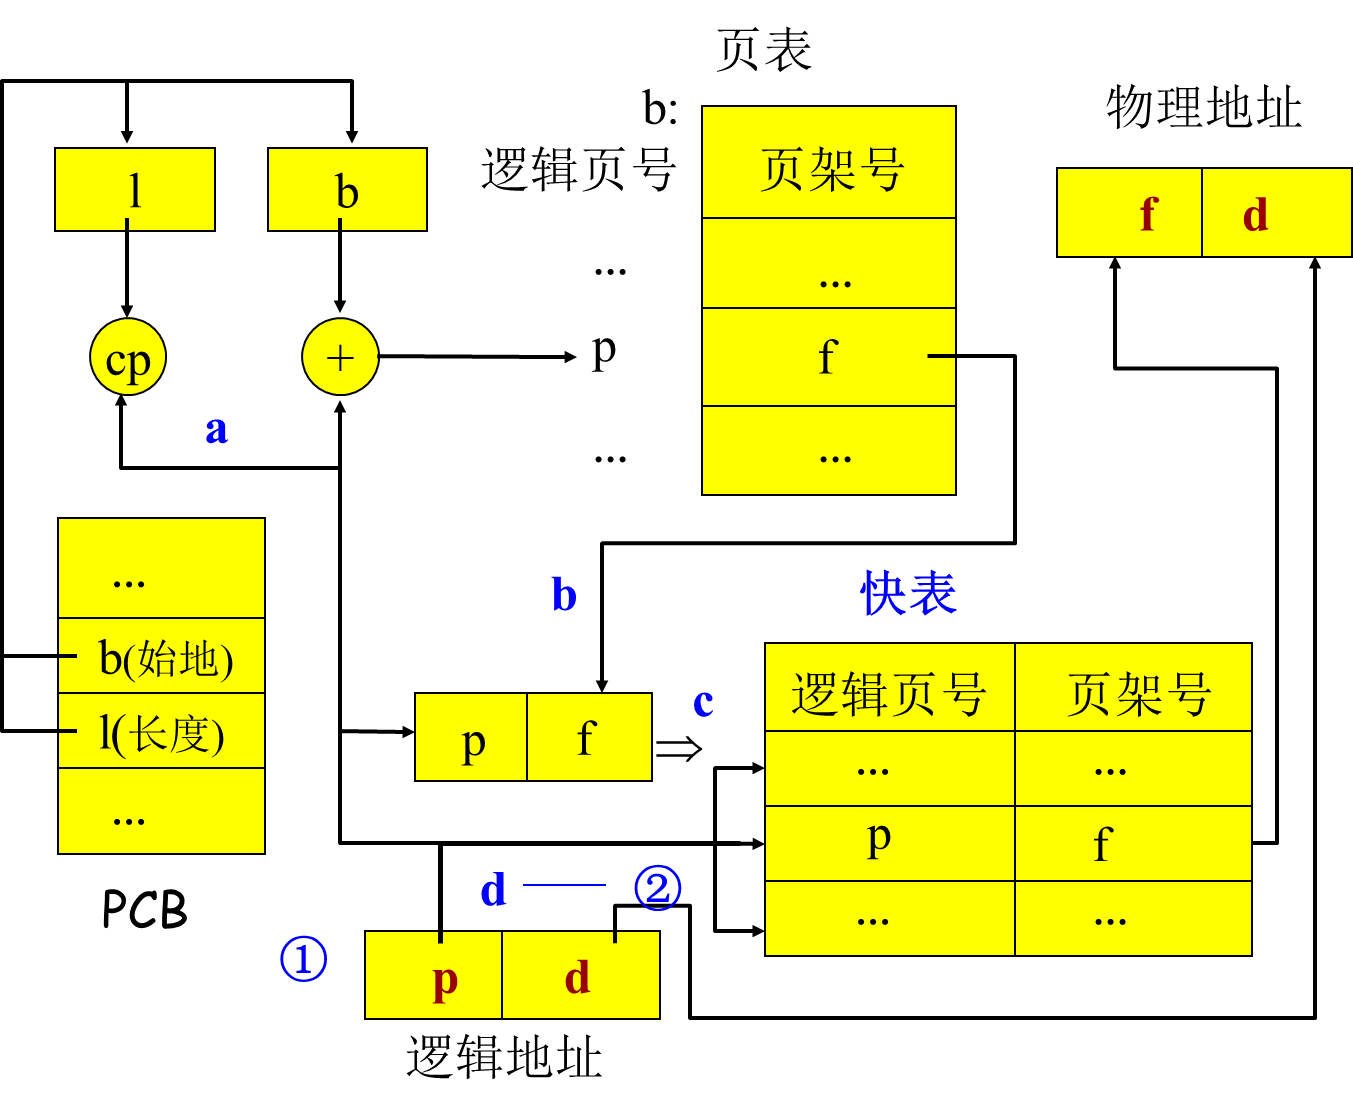 页表
b:
物理地址
逻辑页号
页架号
l
b
f
d
...
...
cp
+
p
f
a
...
...
...
b
快表
b(始地)
逻辑页号
页架号
c
l(长度)
p
f
⇒
...
...
...
p
f
d —— ②
...
...
PCB
①
p
d
逻辑地址